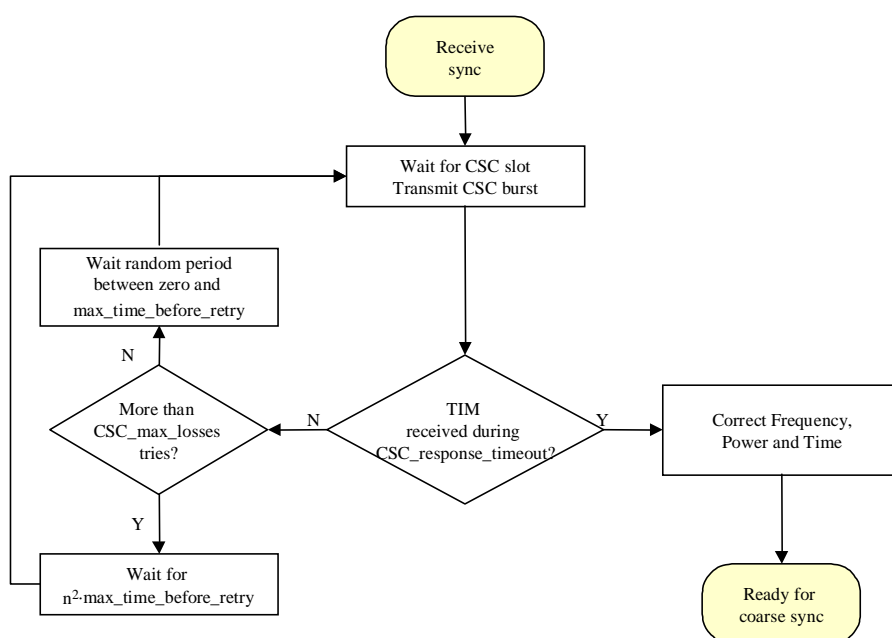 Receive
sync
Wait for CSC slot
Transmit CSC burst
Wait random period
between zero and
max_time_before_retry
N
More than
CSC_max_losses
tries?
N
TIM
received during
CSC_response_timeout?
Y
Correct Frequency,
Power and Time
Y
Wait for
n²·max_time_before_retry
Ready for
coarse sync